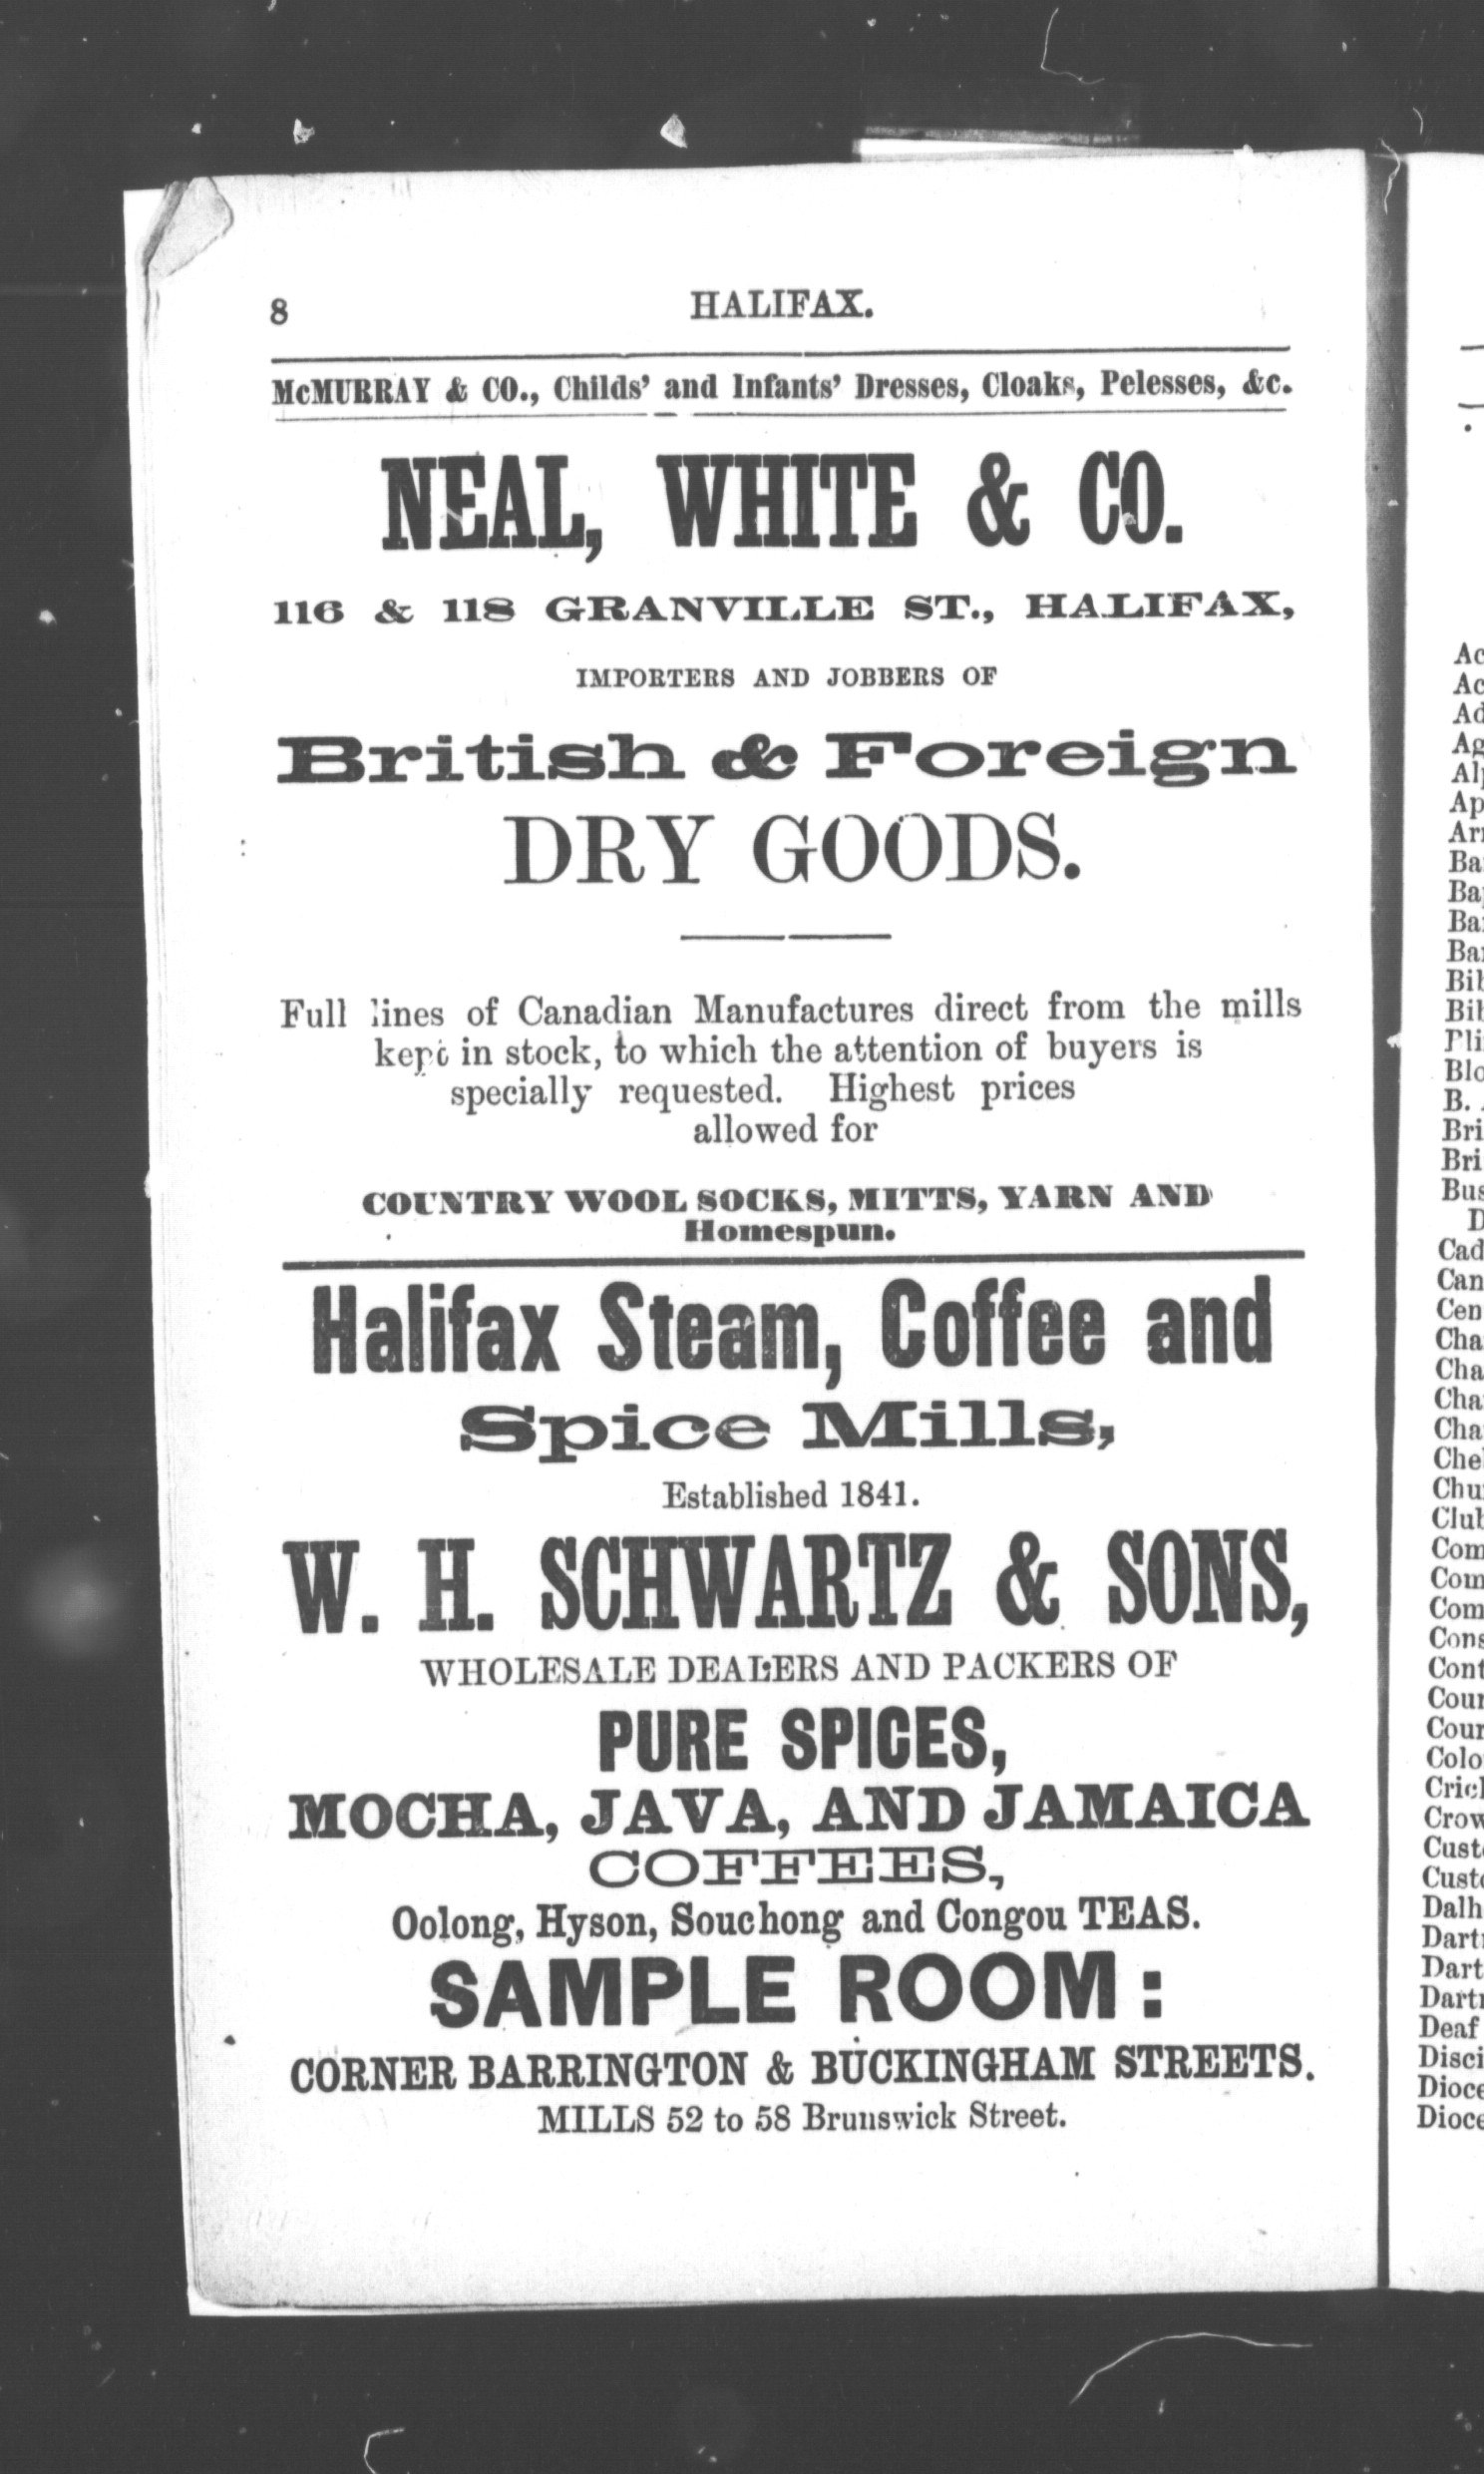 8
HALIFAX.
McMURRAY & CO., Childs' and Infants' Dresses, Cloaks, Pelesses, &c.
NEAL, WHITE & CO.
116 & 118 GRANVILLE ST., HALIFAX,
IMPORTERS AND JOBBERS OF
British & Foreign
DRY GOODS.
Full lines of Canadian Manufactures direct from the mills
kept in stock, to which the attention of buyers is
specially requested. Highest prices
allowed for
COUNTRY WOOL SOCKS, MITTS, YARN AND
Homespun.
Halifax Steam, Coffee and
Spice Mills,
Established 1841.
W. H. SCHWARTZ & SONS,
WHOLESALE DEALERS AND PACKERS OF
PURE SPICES,
MOCHA, JAVA, AND JAMAICA
COFFEES,
Oolong, Hyson, Souchong and Congou TEAS.
SAMPLE ROOM:
CORNER BARRINGTON & BUCKINGHAM STREETS.
MILLS 52 to 58 Brunswick Street.